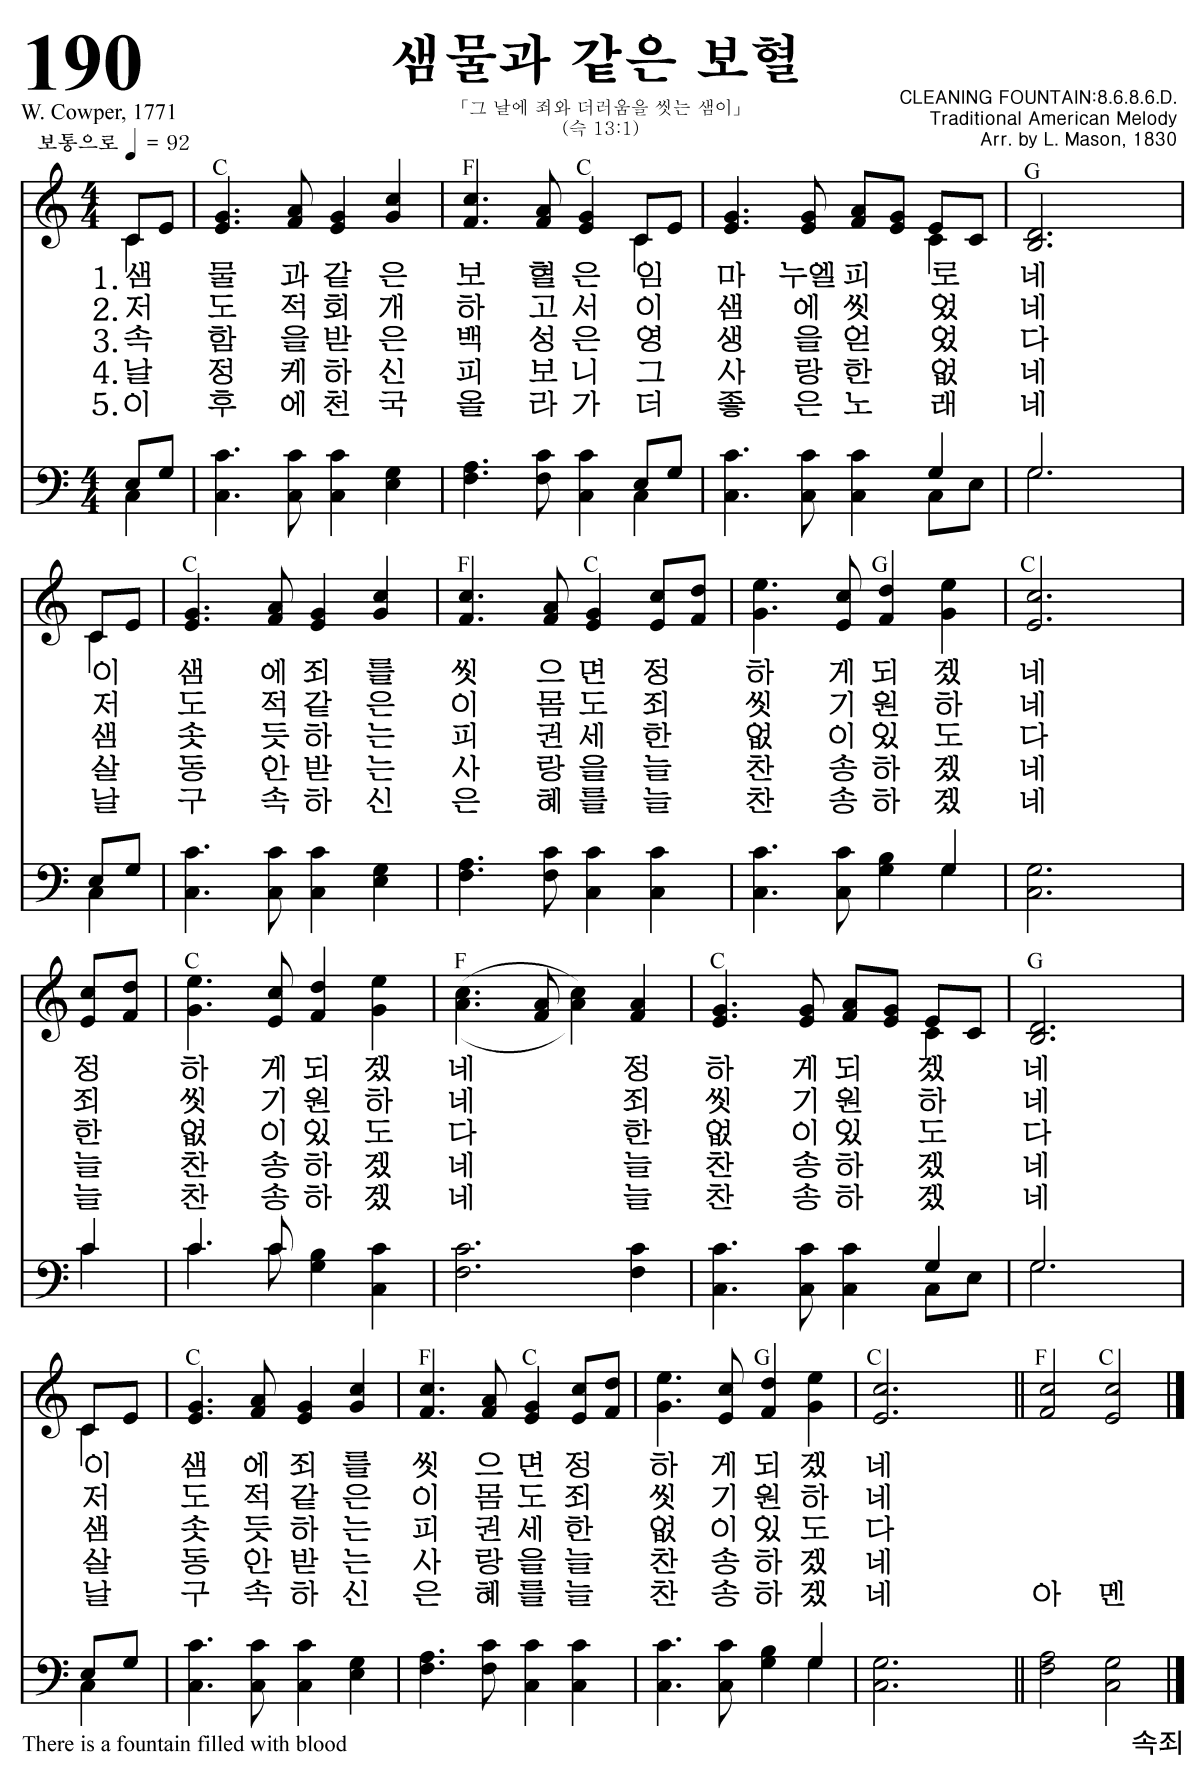 190
샘물과 같은 보혈
W. Cowper, 1771
「그 날에 죄와 더러움을 씻는 샘이」
(슥 13:1)
CLEANING FOUNTAIN:8.6.8.6.D.
Traditional American Melody
Arr. by L. Mason, 1830
보통으로 ♩ = 92
C F C G
1. 샘 물 과 같 은 보 혈 은 임 마 누엘 피 로 네
2. 저 도 적 회 개 하 고 서 이 샘 에 씻 었 네
3. 속 함 을 받 은 백 성 은 영 생 을 얻 었 다
4. 날 정 케 하 신 피 보 니 그 사 랑 한 없 네
5. 이 후 에 천 국 올 라 가 더 좋 은 노 래 네
C F C G C
이 샘 에 죄 를 씻 으 면 정 하 게 되 겠 네
저 도 적 같 은 이 몸 도 죄 씻 기 원 하 네
샘 솟 듯 하 는 피 권 세 한 없 이 있 도 다
살 동 안 받 는 사 랑 을 늘 찬 송 하 겠 네
날 구 속 하 신 은 혜 를 늘 찬 송 하 겠 네
C F C G
정 하 게 되 겠 네 정 하 게 되 겠 네
죄 씻 기 원 하 네 죄 씻 기 원 하 네
한 없 이 있 도 다 한 없 이 있 도 다
늘 찬 송 하 겠 네 늘 찬 송 하 겠 네
늘 찬 송 하 겠 네 늘 찬 송 하 겠 네
C F C G C F C
이 샘 에 죄 를 씻 으 면 정 하 게 되 겠 네
저 도 적 같 은 이 몸 도 죄 씻 기 원 하 네
샘 솟 듯 하 는 피 권 세 한 없 이 있 도 다
살 동 안 받 는 사 랑 을 늘 찬 송 하 겠 네
날 구 속 하 신 은 혜 를 늘 찬 송 하 겠 네 아 멘
There is a fountain filled with blood
속죄